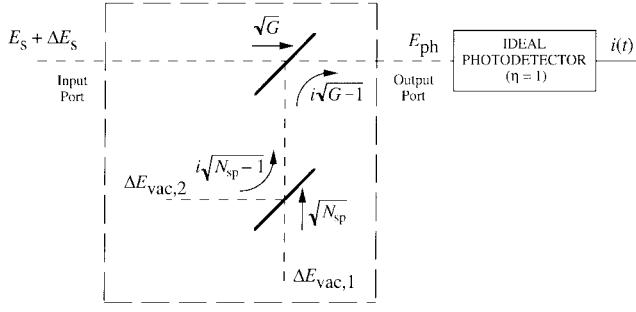 √G
E_S + ΔE_S
E_ph
IDEAL
PHOTODETECTOR
(η = 1)
i(t)
Input
Port
Output
Port
i√G−1
i√N_sp − 1
ΔE_vac,2
√N_sp
ΔE_vac,1